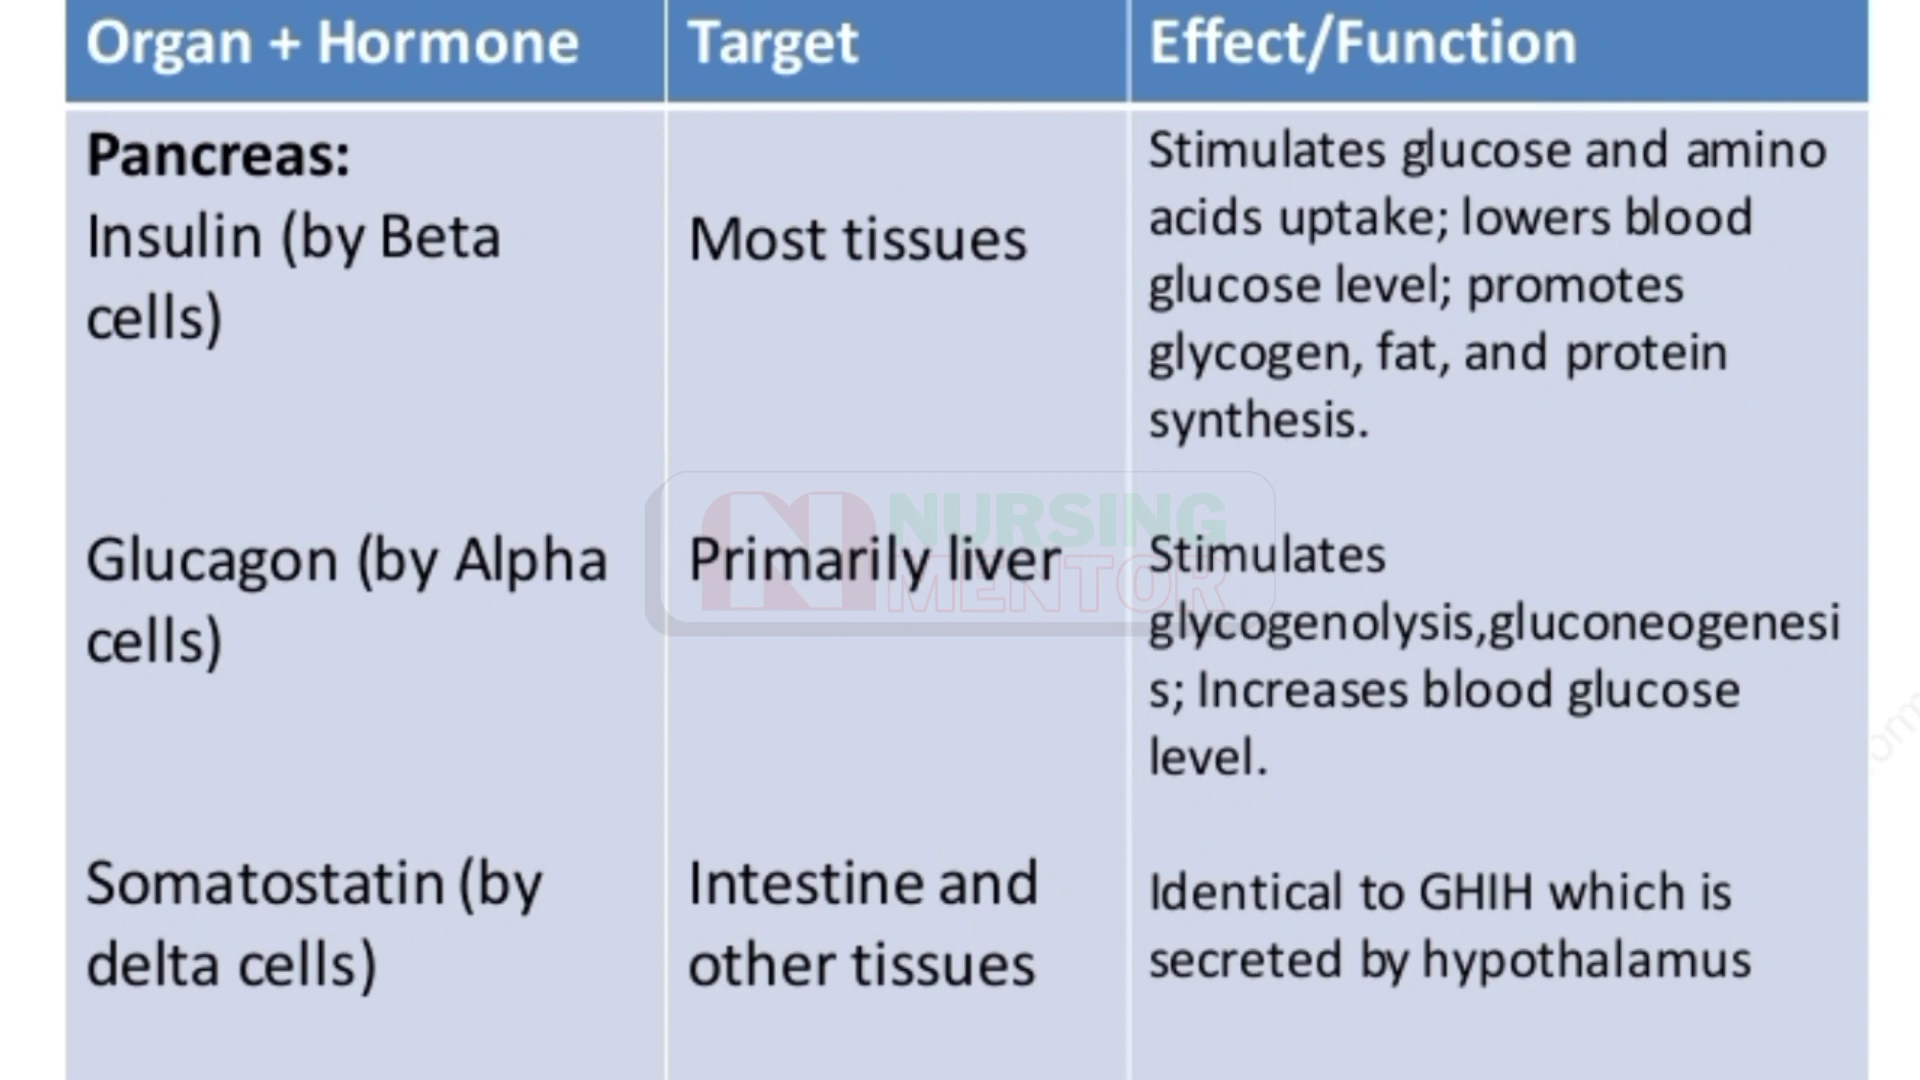 Organ + Hormone
Target
Effect/Function
Pancreas:
Insulin (by Beta
cells)
Most tissues
Stimulates glucose and amino
acids uptake; lowers blood
glucose level; promotes
glycogen, fat, and protein
synthesis.
Glucagon (by Alpha
cells)
Primarily liver
Stimulates
glycogenolysis,gluconeogenesi
s; Increases blood glucose
level.
Somatostatin (by
delta cells)
Intestine and
other tissues
Identical to GHIH which is
secreted by hypothalamus
NURSING
MENTOR